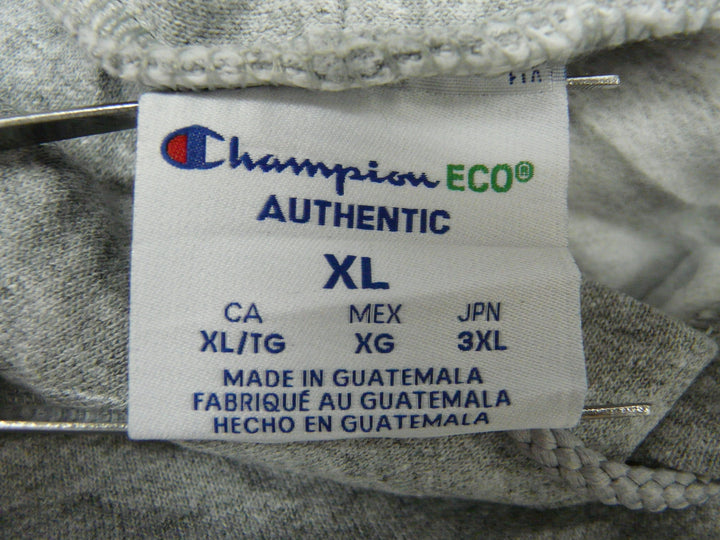 Champion ECO®
AUTHENTIC
XL
CA MEX JPN
XL/TG XG 3XL
MADE IN GUATEMALA
FABRIQUÉ AU GUATEMALA
HECHO EN GUATEMALA